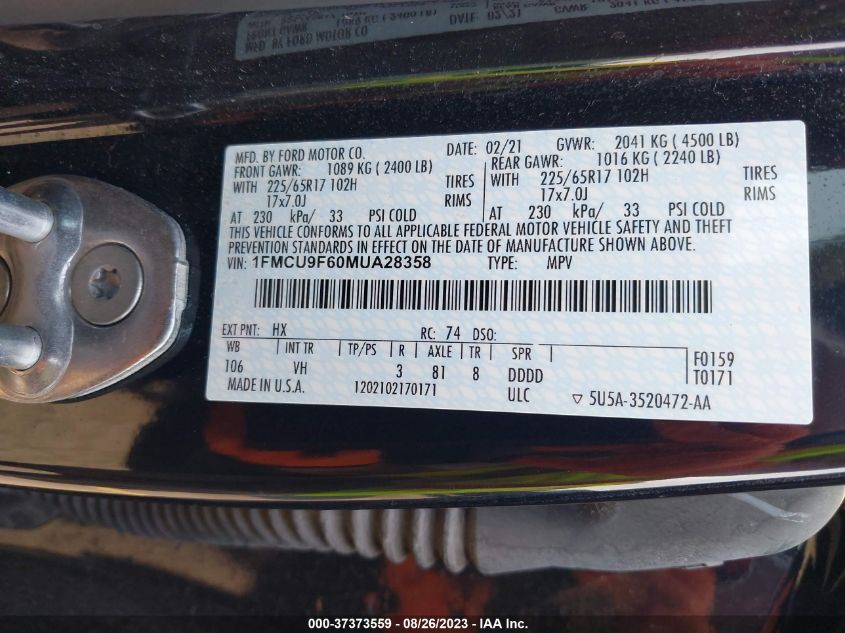 MFD. BY FORD MOTOR CO.
DATE: 02/21 GVWR: 2041 KG ( 4500 LB)
FRONT GAWR: 1089 KG ( 2400 LB)
REAR GAWR: 1016 KG ( 2240 LB)
WITH 225/65R17 102H TIRES
WITH 225/65R17 102H TIRES
17x7.0J RIMS
17x7.0J RIMS
AT 230 kPa/ 33 PSI COLD
AT 230 kPa/ 33 PSI COLD
THIS VEHICLE CONFORMS TO ALL APPLICABLE FEDERAL MOTOR VEHICLE SAFETY AND THEFT
PREVENTION STANDARDS IN EFFECT ON THE DATE OF MANUFACTURE SHOWN ABOVE.
VIN: 1FMCU9F60MUA28358 TYPE: MPV
EXT PNT: HX RC: 74 DSO:
WB INT TR TP/PS R AXLE TR SPR F0159
106 VH 3 81 8 DDDD T0171
MADE IN U.S.A. 1202102170171 ULC ▽ 5U5A-3520472-AA
000-37373559 - 08/26/2023 - IAA Inc.